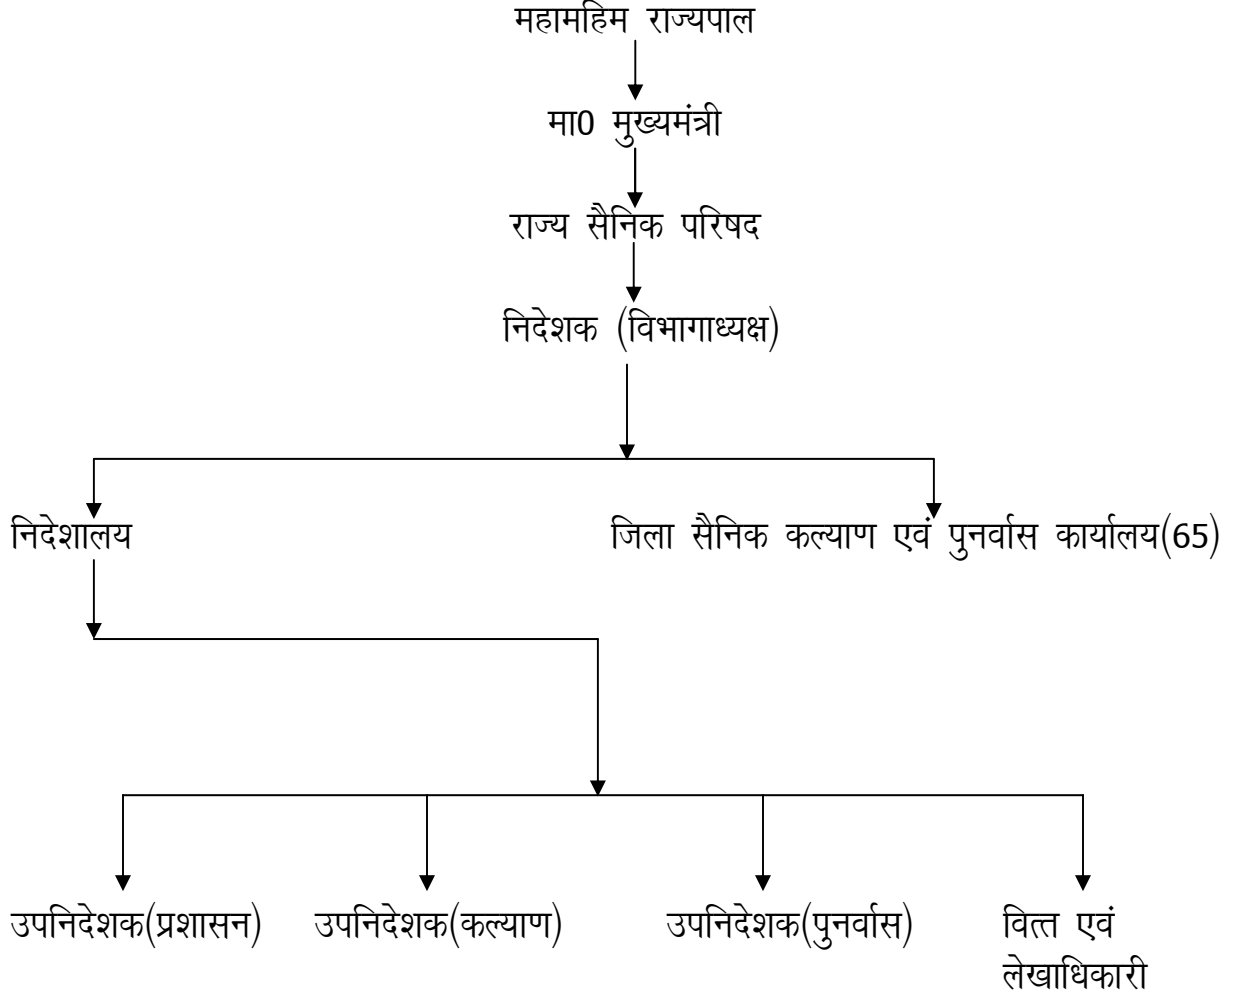 महामहिम राज्यपाल
मा0 मुख्यमंत्री
राज्य सैनिक परिषद
निदेशक (विभागाध्यक्ष)
निदेशालय
जिला सैनिक कल्याण एवं पुनर्वास कार्यालय(65)
उपनिदेशक(प्रशासन)
उपनिदेशक(कल्याण)
उपनिदेशक(पुनर्वास)
वित्त एवं
लेखाधिकारी